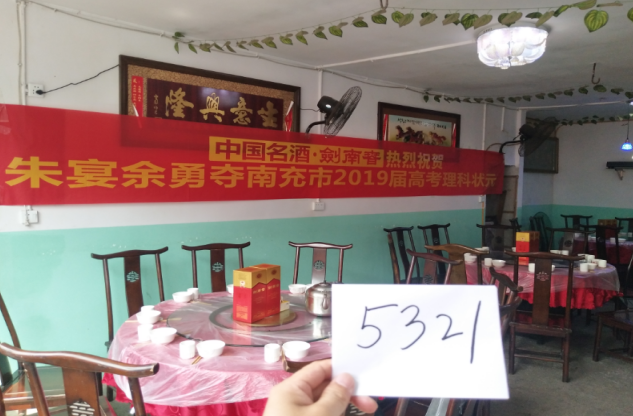 生意興隆
中国名酒·劍南春 热烈祝贺
朱宴余勇夺南充市2019届高考理科状元
5321